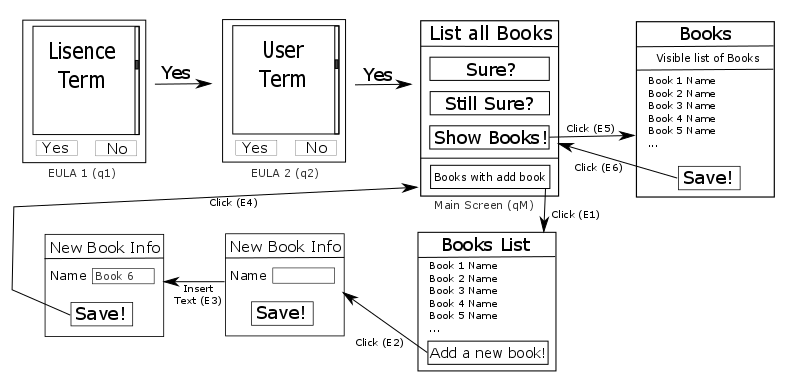 Lisence
Term
Yes
No
EULA 1 (q1)
Yes
User
Term
Yes
No
EULA 2 (q2)
Yes
List all Books
Sure?
Still Sure?
Show Books!
Books with add book
Main Screen (qM)
Click (E5)
Click (E6)
Books
Visible list of Books
Book 1 Name
Book 2 Name
Book 3 Name
Book 4 Name
Book 5 Name
...
Save!
Click (E4)
Click (E1)
New Book Info
Name
Book 6
Save!
Insert
Text (E3)
New Book Info
Name
Save!
Click (E2)
Books List
Book 1 Name
Book 2 Name
Book 3 Name
Book 4 Name
Book 5 Name
...
Add a new book!